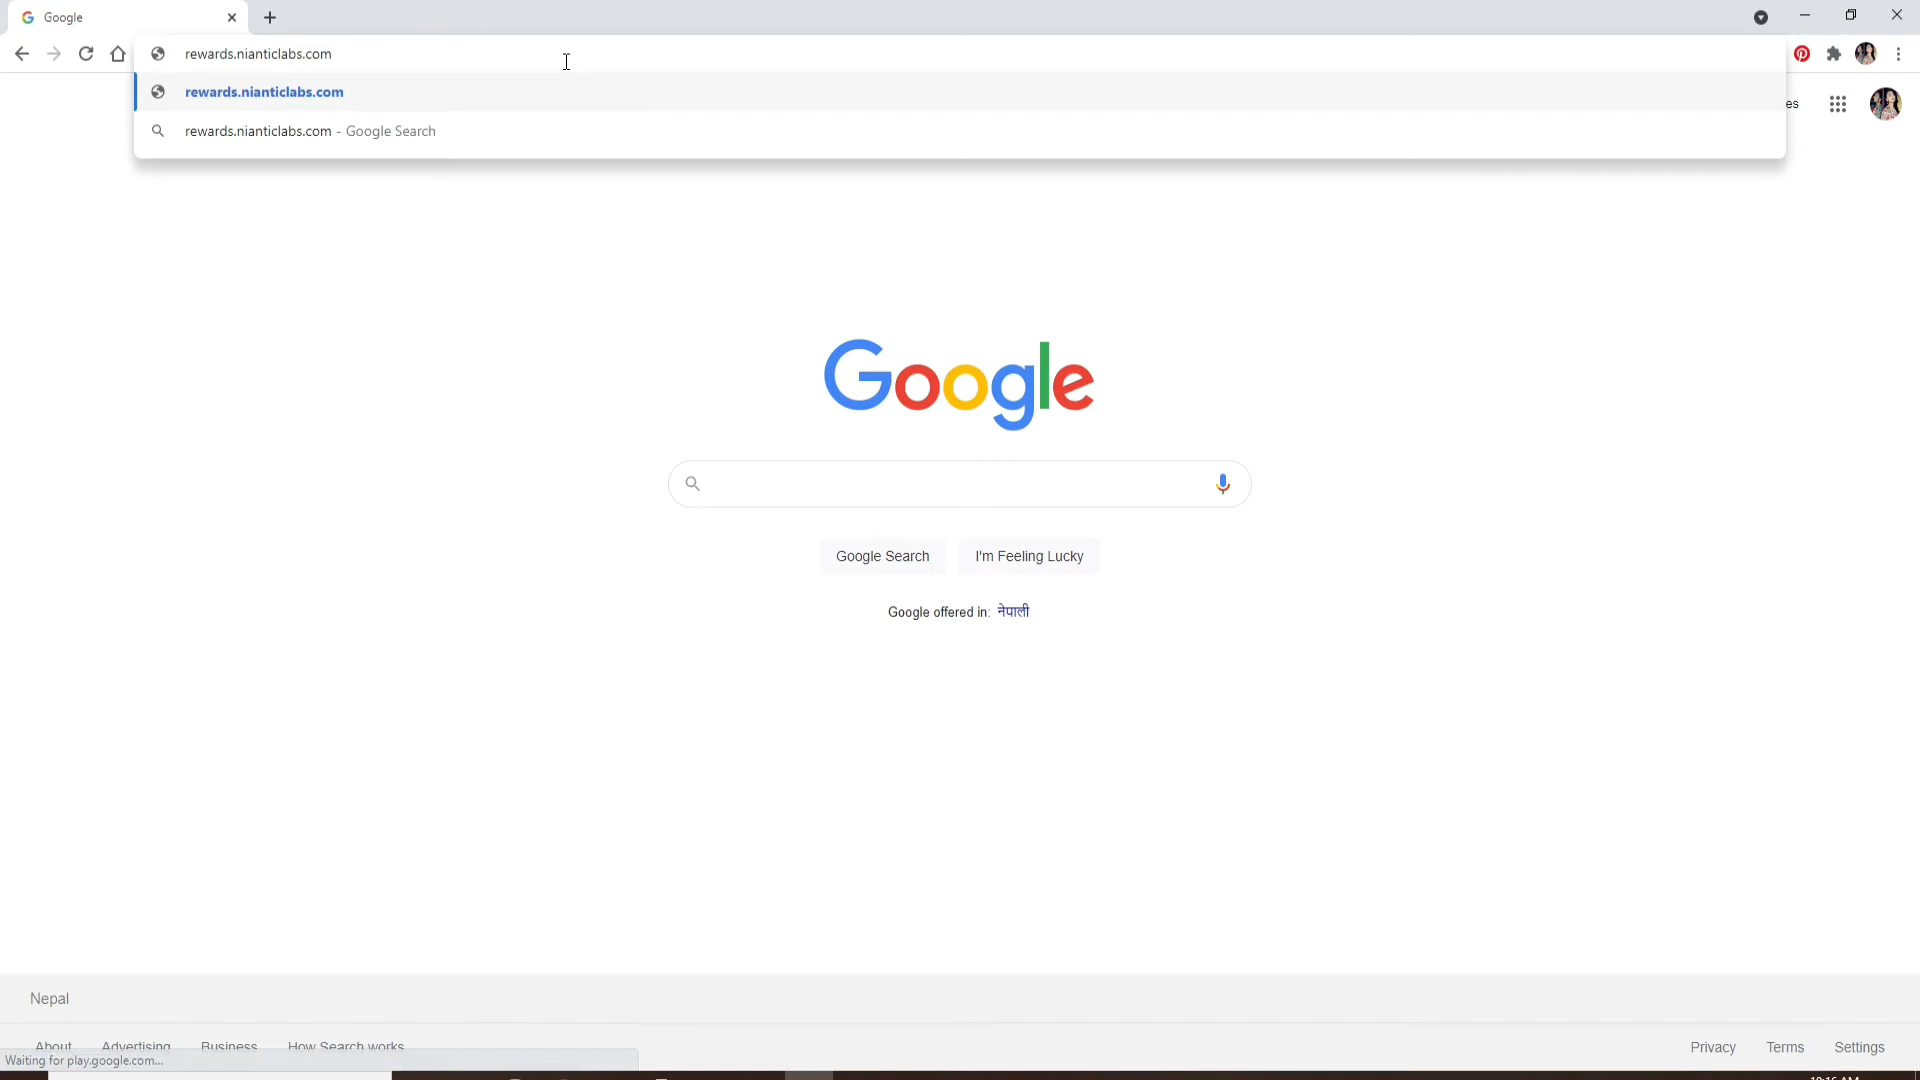 Google
rewards.nianticlabs.com
rewards.nianticlabs.com
rewards.nianticlabs.com - Google Search
es
Google
Google Search
I'm Feeling Lucky
Google offered in: नेपाली
Nepal
About Advertising Business How Search works
Privacy Terms Settings
Waiting for play.google.com...